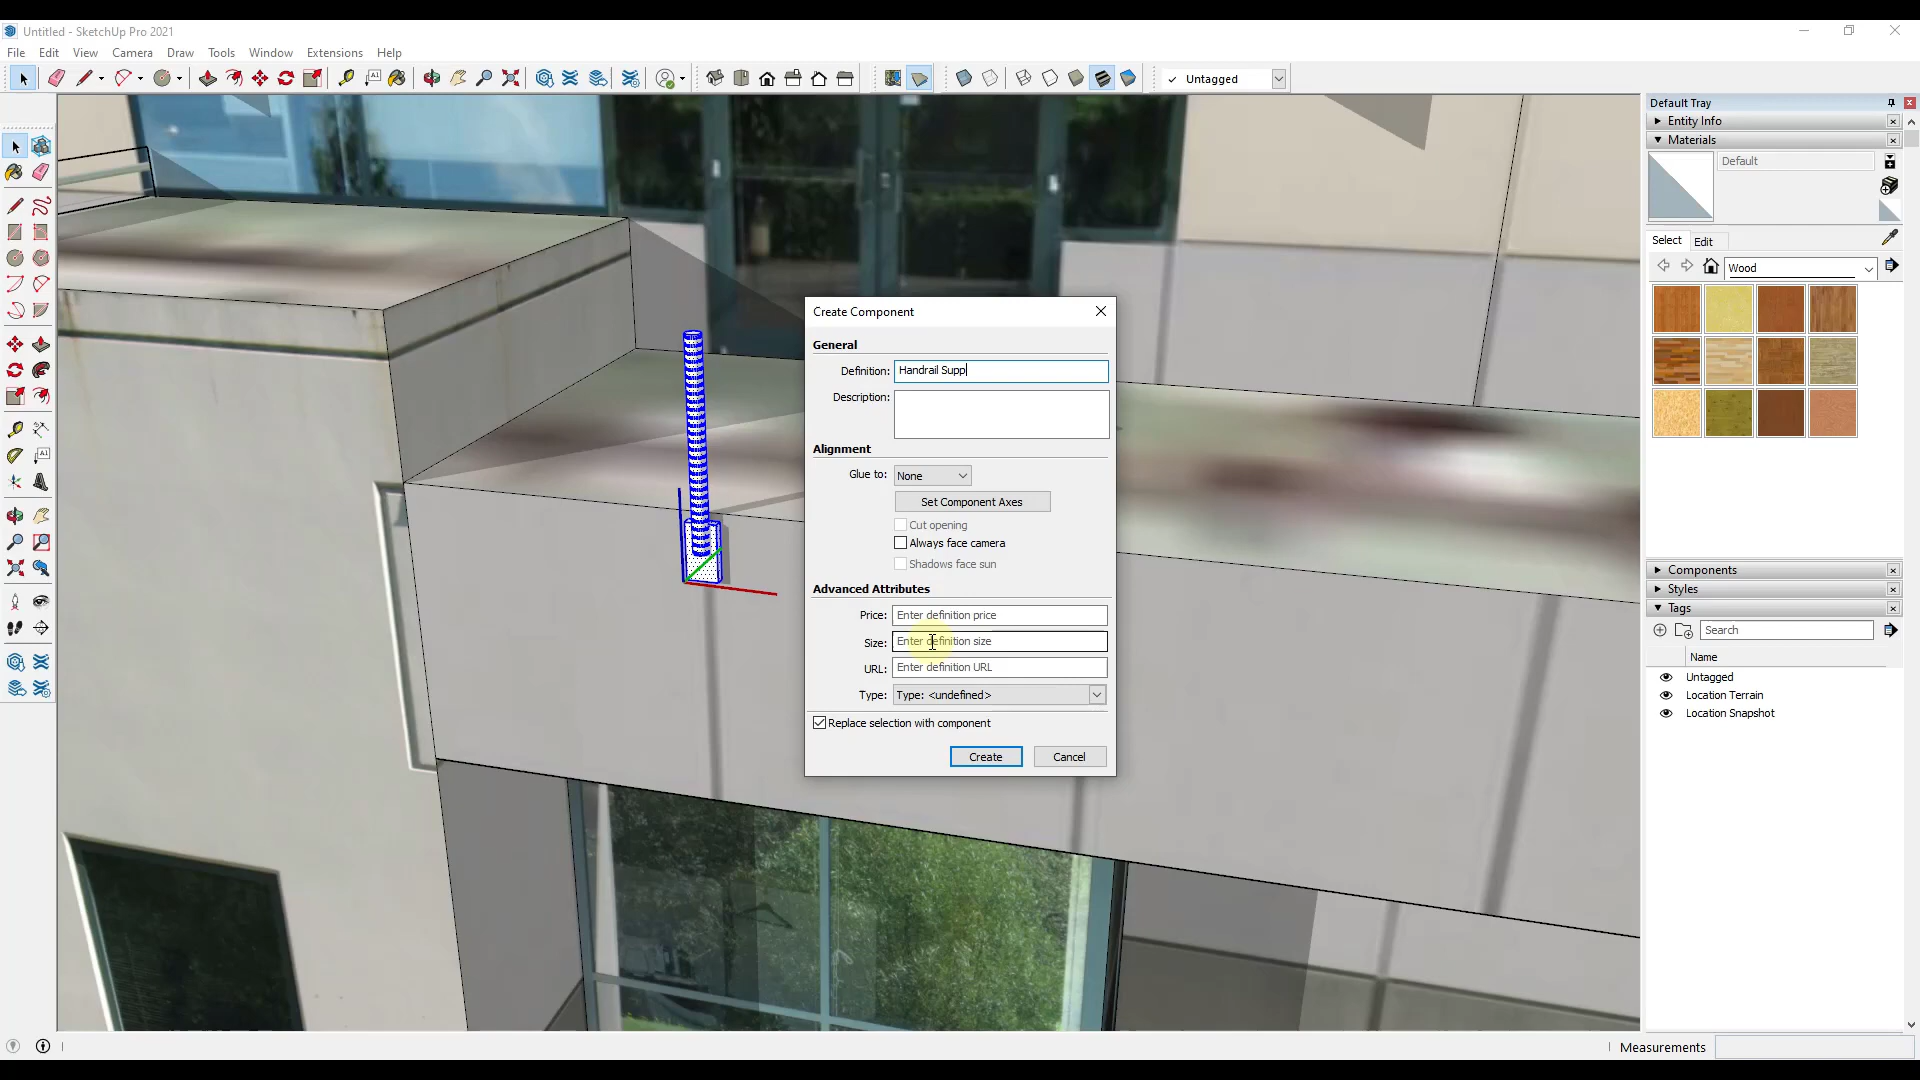 Untitled - SketchUp Pro 2021
File Edit View Camera Draw Tools Window Extensions Help
Untagged
Default Tray
Entity Info
Materials
Default
Select Edit
Wood
Components
Styles
Tags
Search
Name
Untagged
Location Terrain
Location Snapshot
Create Component
General
Definition: Handrail Supp
Description:
Alignment
Glue to: None
Set Component Axes
Cut opening
Always face camera
Shadows face sun
Advanced Attributes
Price: Enter definition price
Size: Enter definition size
URL: Enter definition URL
Type: Type: <undefined>
Replace selection with component
Create Cancel
Measurements